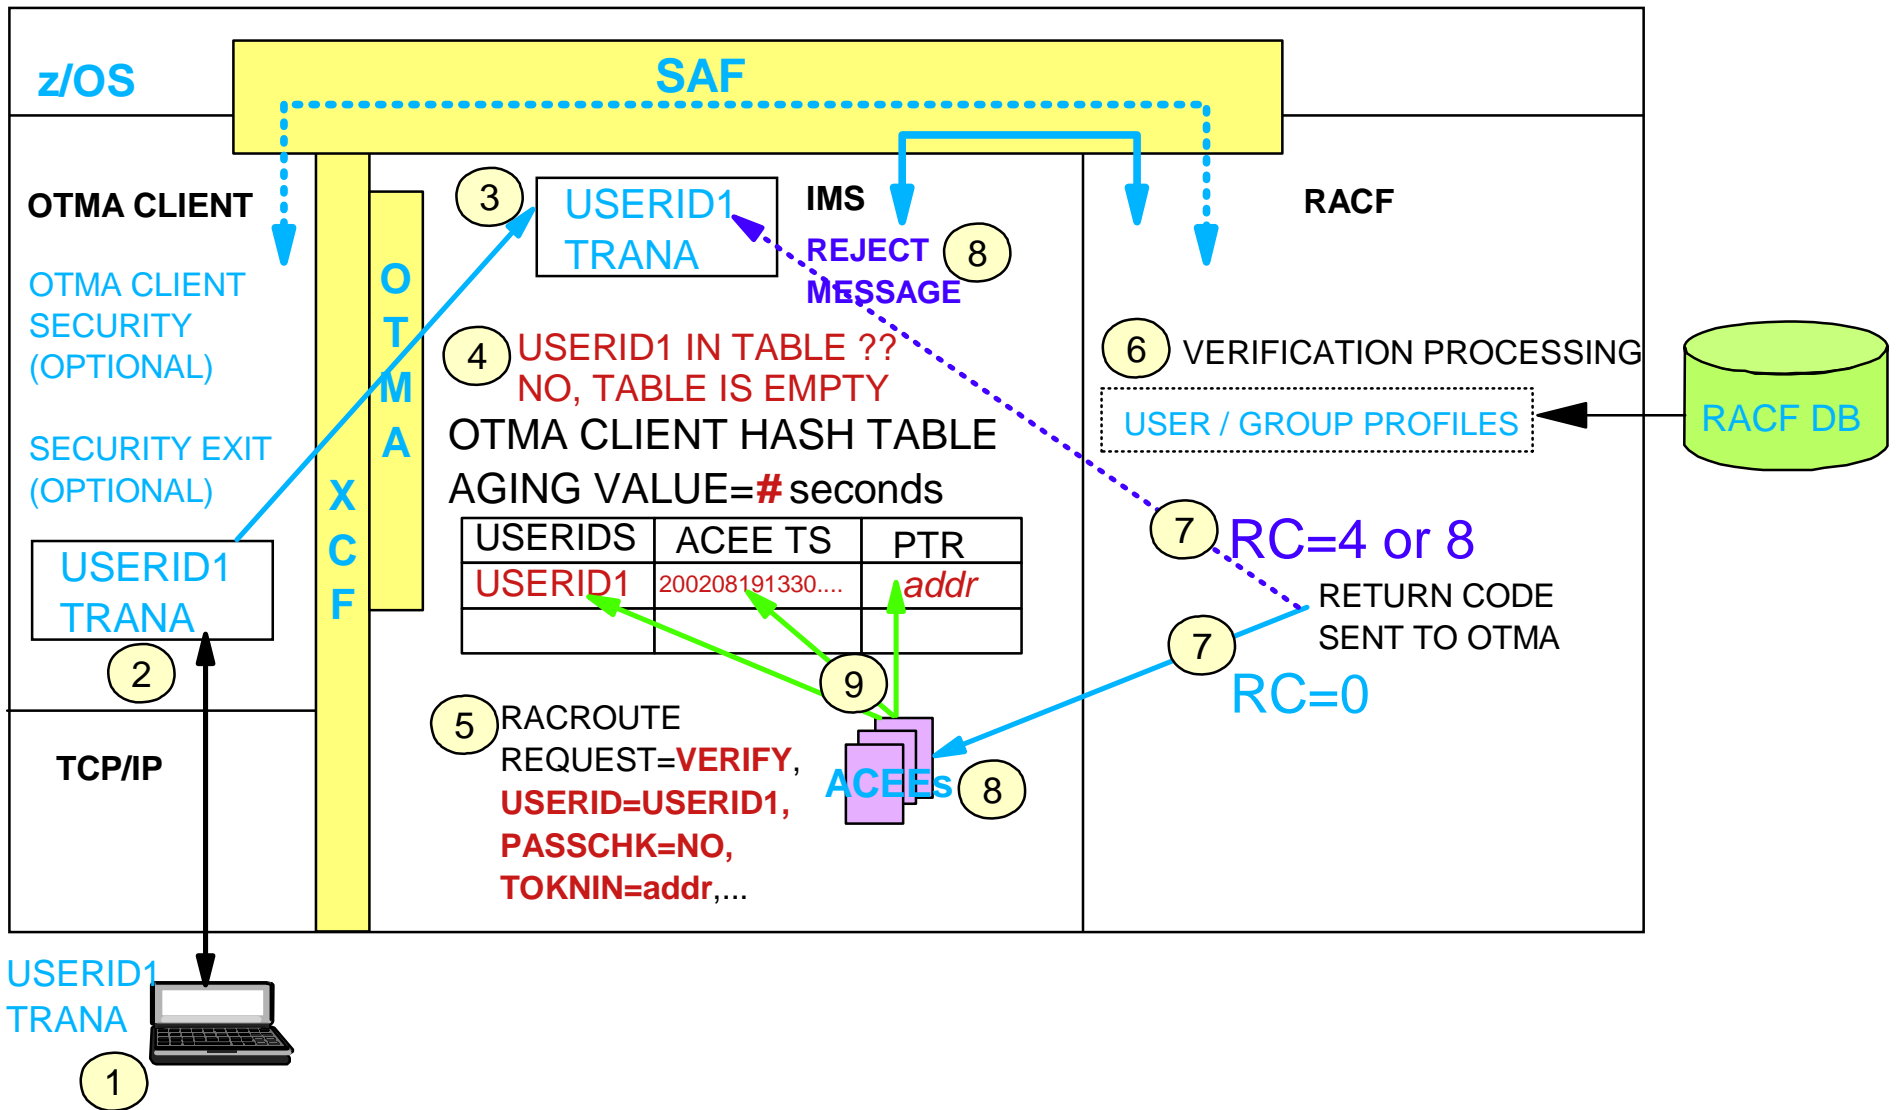 z/OS
SAF
OTMA CLIENT
OTMA CLIENT
SECURITY
(OPTIONAL)
SECURITY EXIT
(OPTIONAL)
USERID1
TRANA
2
TCP/IP
USERID1
TRANA
1
X
C
F
O
T
M
A
3
USERID1
TRANA
IMS
REJECT
MESSAGE
8
4
USERID1 IN TABLE ??
NO, TABLE IS EMPTY
OTMA CLIENT HASH TABLE
AGING VALUE=# seconds
USERIDS ACEE TS PTR
USERID1 200208191330.... addr
9
5
RACROUTE
REQUEST=VERIFY,
USERID=USERID1,
PASSCHK=NO,
TOKNIN=addr,...
ACEEs
8
RACF
6
VERIFICATION PROCESSING
USER / GROUP PROFILES
RACF DB
7
RC=4 or 8
RETURN CODE
SENT TO OTMA
7
RC=0